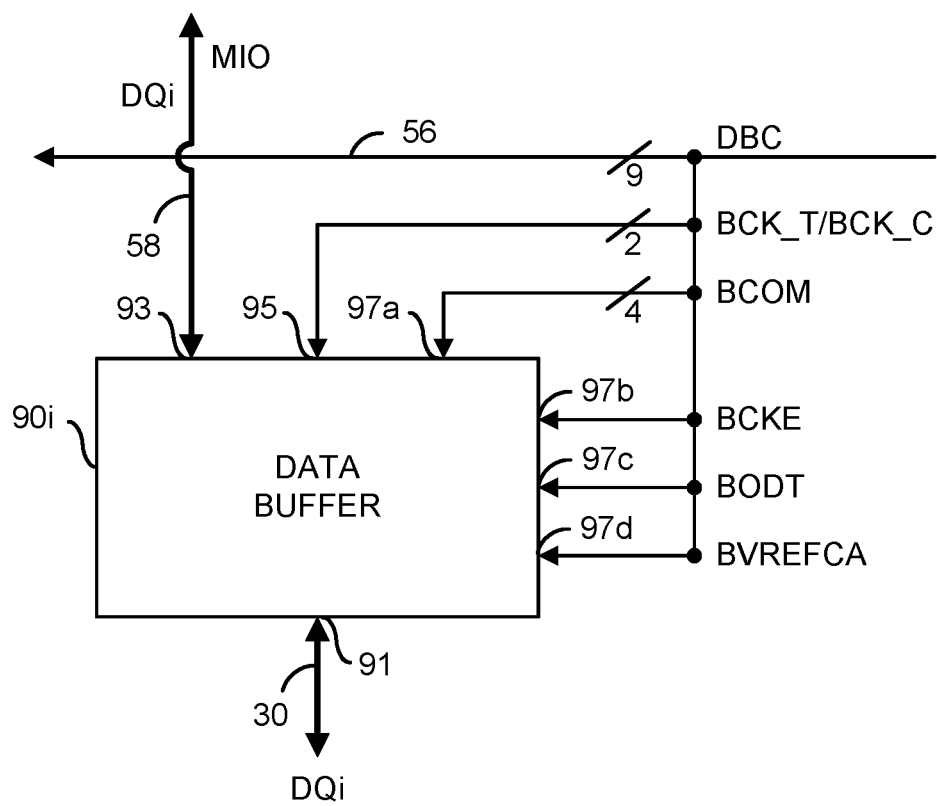 MIO
DQi
56
DBC
9
58
BCK_T/BCK_C
2
BCOM
4
93
95
97a
97b
90i
BCKE
DATA
BUFFER
97c
BODT
97d
BVREFCA
91
30
DQi